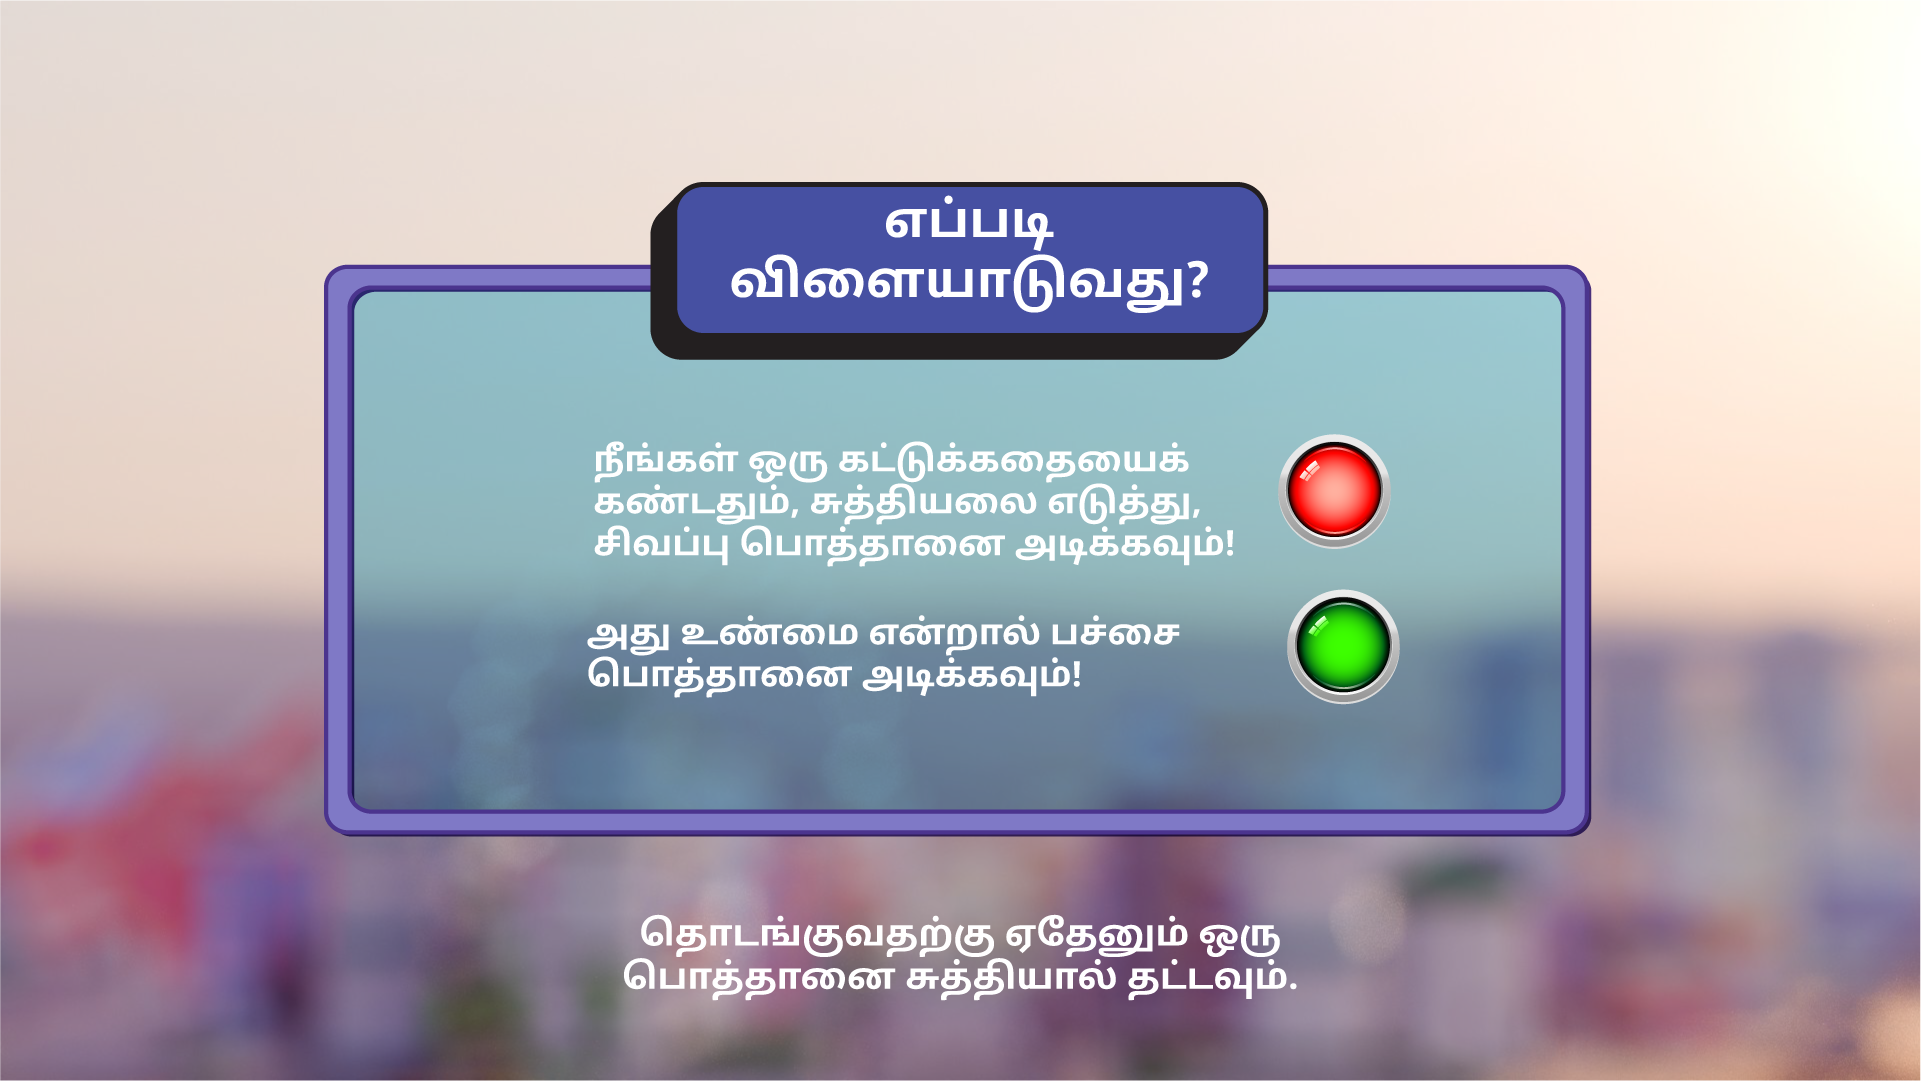 எப்படி
விளையாடுவது?
நீங்கள் ஒரு கட்டுக்கதையைக்
கண்டதும், சுத்தியலை எடுத்து,
சிவப்பு பொத்தானை அடிக்கவும்!
அது உண்மை என்றால் பச்சை
பொத்தானை அடிக்கவும்!
தொடங்குவதற்கு ஏதேனும் ஒரு
பொத்தானை சுத்தியால் தட்டவும்.